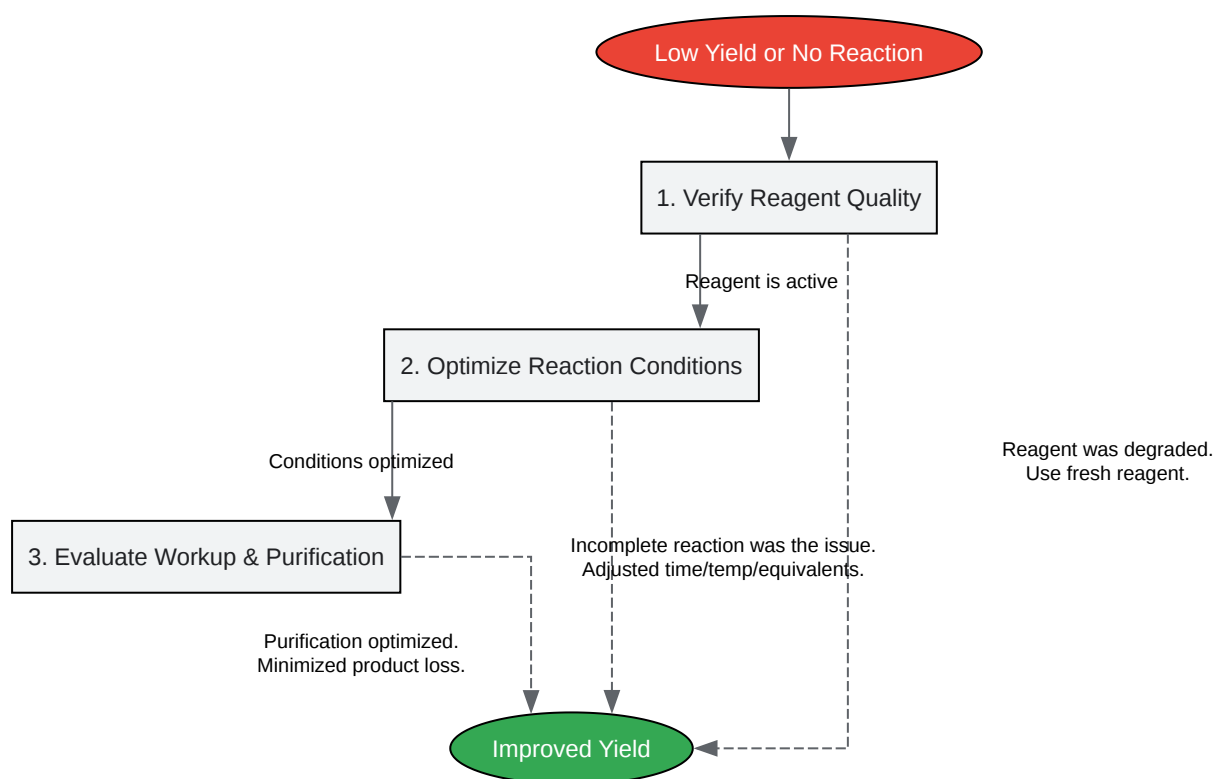 Low Yield or No Reaction
1. Verify Reagent Quality
Reagent is active
2. Optimize Reaction Conditions
Conditions optimized
Reagent was degraded.
Use fresh reagent.
3. Evaluate Workup & Purification
Incomplete reaction was the issue.
Adjusted time/temp/equivalents.
Purification optimized.
Minimized product loss.
Improved Yield